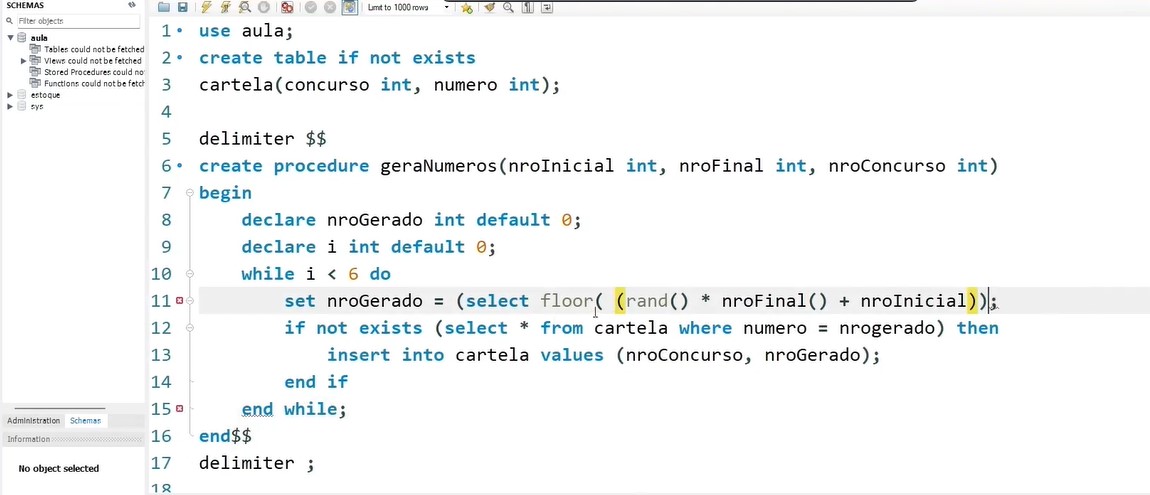 SCHEMAS
Filter objects
aula
Tables could not be fetched
Views could not be fetched
Stored Procedures could no
Functions could not be fetc
estoque
sys
Administration Schemas
Information
No object selected
Limit to 1000 rows
1 use aula;
2 create table if not exists
3 cartela(concurso int, numero int);
4
5 delimiter $$
6 create procedure geraNumeros(nroInicial int, nroFinal int, nroConcurso int)
7 begin
8 declare nroGerado int default 0;
9 declare i int default 0;
10 while i < 6 do
11 set nroGerado = (select floor( (rand() * nroFinal() + nroInicial));
12 if not exists (select * from cartela where numero = nrogerado) then
13 insert into cartela values (nroConcurso, nroGerado);
14 end if
15 end while;
16 end$$
17 delimiter ;
18